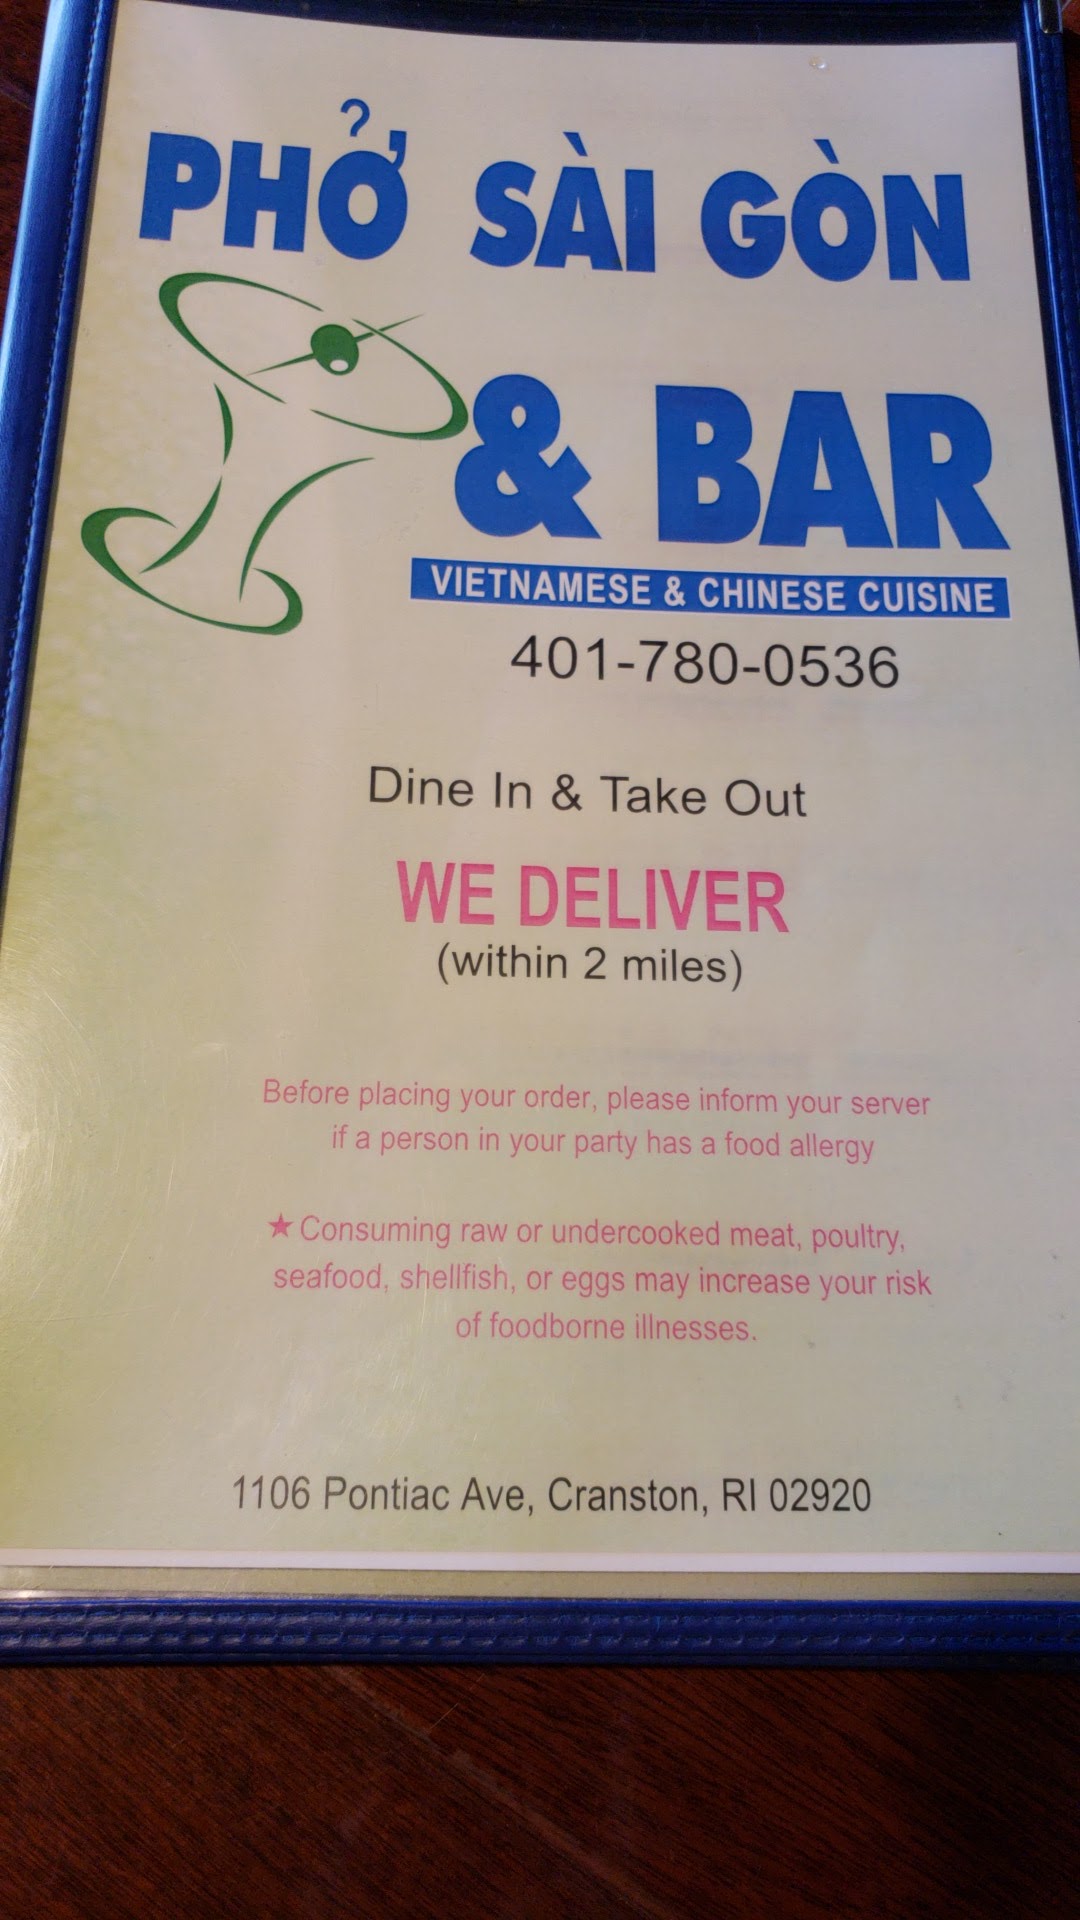 PHỞ SÀI GÒN
& BAR
VIETNAMESE & CHINESE CUISINE
401-780-0536
Dine In & Take Out
WE DELIVER
(within 2 miles)
Before placing your order, please inform your server
if a person in your party has a food allergy
★ Consuming raw or undercooked meat, poultry,
seafood, shellfish, or eggs may increase your risk
of foodborne illnesses.
1106 Pontiac Ave, Cranston, RI 02920